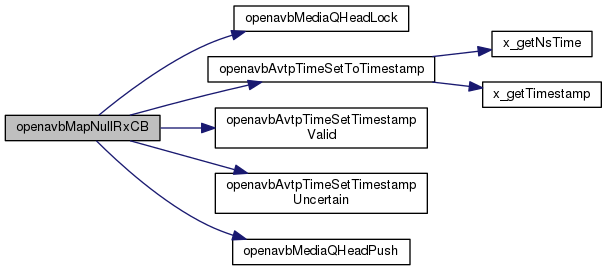 openavbMediaQHeadLock
x_getNsTime
openavbAvtpTimeSetToTimestamp
x_getTimestamp
openavbMapNullRxCB
openavbAvtpTimeSetTimestamp
Valid
openavbAvtpTimeSetTimestamp
Uncertain
openavbMediaQHeadPush